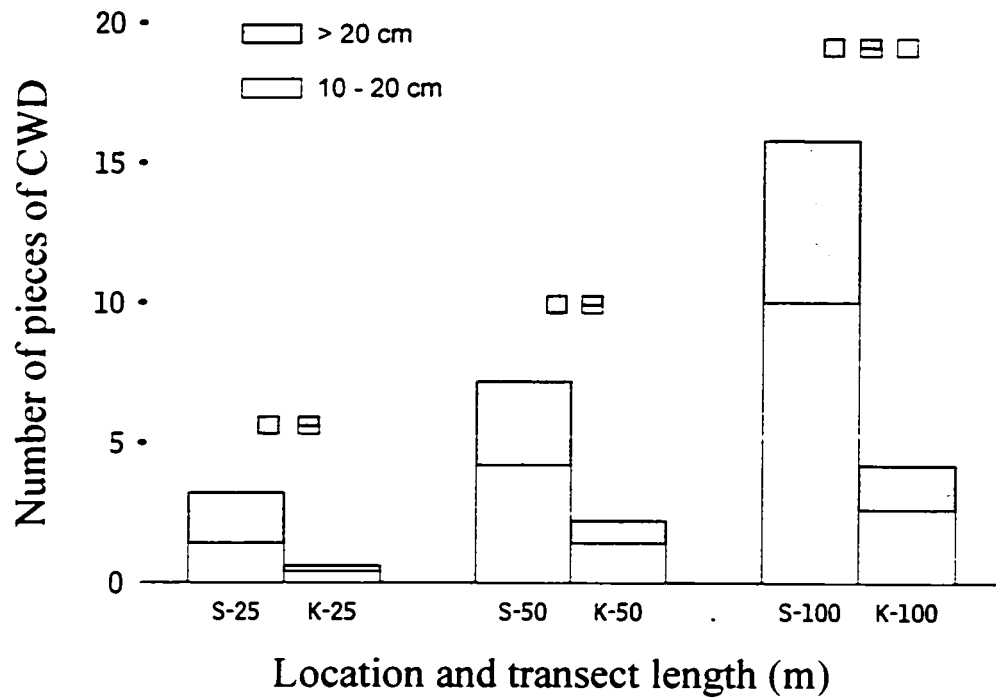 20
> 20 cm
10 - 20 cm
15
10
5
0
Number of pieces of CWD
S-25 K-25 S-50 K-50 S-100 K-100
Location and transect length (m)